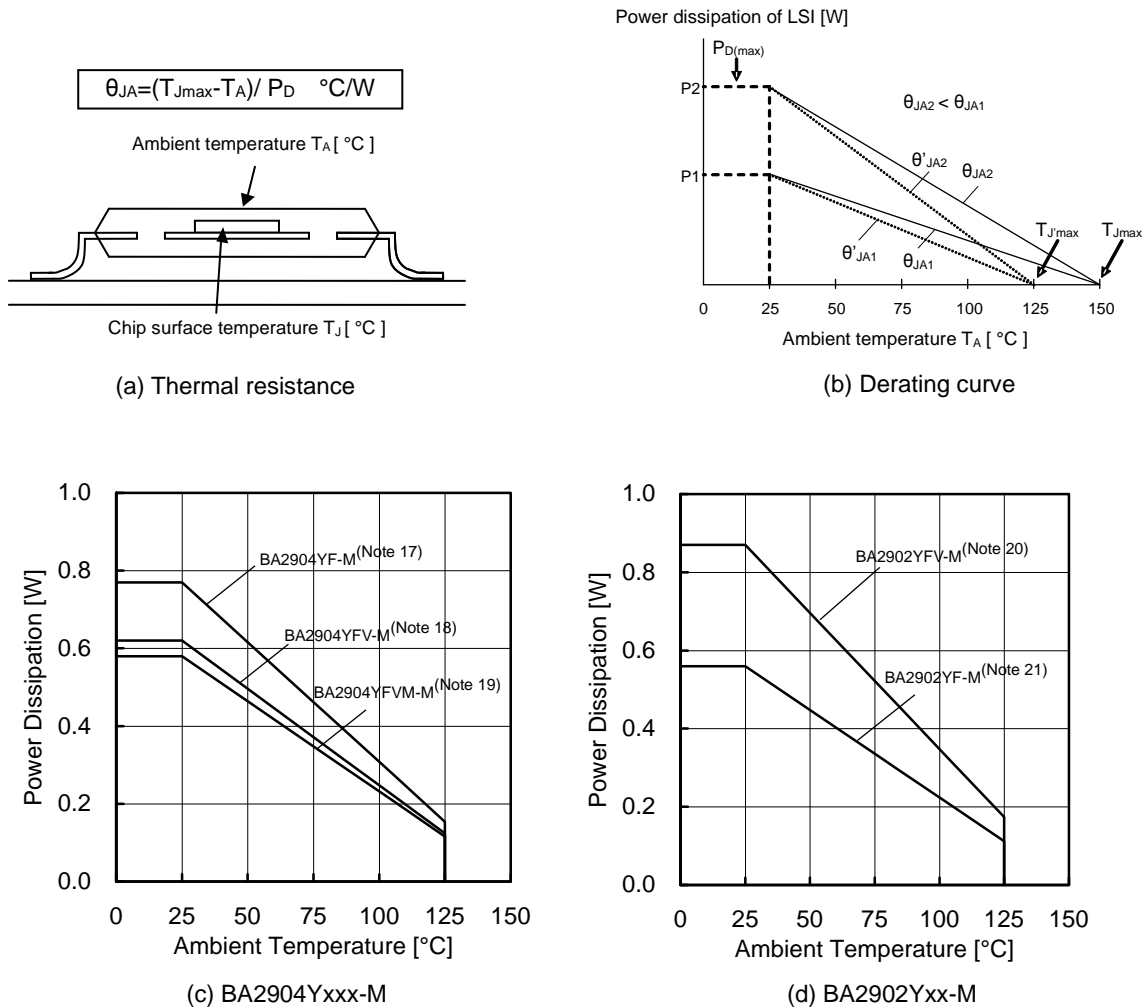 Power dissipation of LSI [W]
θJA=(TJmax-TA)/ PD °C/W
Ambient temperature TA [ °C ]
Chip surface temperature TJ [ °C ]
(a) Thermal resistance
PD(max)
P2
θJA2 < θJA1
θ'JA2
θJA2
P1
TJ'max
TJmax
θ'JA1
θJA1
0 25 50 75 100 125 150
Ambient temperature TA [ °C ]
(b) Derating curve
1.0
0.8
0.6
0.4
0.2
0.0
Power Dissipation [W]
BA2904YF-M(Note 17)
BA2904YFV-M(Note 18)
BA2904YFVM-M(Note 19)
0 25 50 75 100 125 150
Ambient Temperature [°C]
(c) BA2904Yxxx-M
1.0
0.8
0.6
0.4
0.2
0.0
Power Dissipation [W]
BA2902YFV-M(Note 20)
BA2902YF-M(Note 21)
0 25 50 75 100 125 150
Ambient Temperature [°C]
(d) BA2902Yxx-M